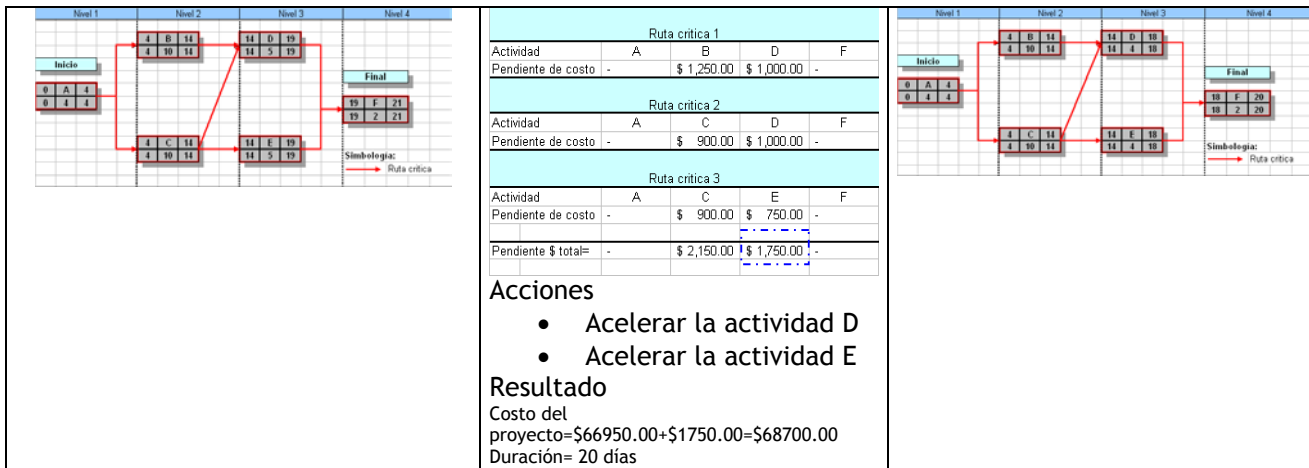 Nivel 1 Nivel 2 Nivel 3 Nivel 4
4 B 14 14 D 19
4 10 14 14 5 19
Inicio
Final
0 A 4
0 4 4
19 F 21
19 2 21
4 C 14 14 E 19
4 10 14 14 5 19
Simbologia:
Ruta critica
Ruta critica 1
Actividad A B D F
Pendiente de costo - $ 1,250.00 $ 1,000.00 -
Ruta critica 2
Actividad A C D F
Pendiente de costo - $ 900.00 $ 1,000.00 -
Ruta critica 3
Actividad A C E F
Pendiente de costo - $ 900.00 $ 750.00 -
Pendiente $ total= - $ 2,150.00 $ 1,750.00 -
Acciones
• Acelerar la actividad D
• Acelerar la actividad E
Resultado
Costo del
proyecto=$66950.00+$1750.00=$68700.00
Duración= 20 días
Nivel 1 Nivel 2 Nivel 3 Nivel 4
4 B 14 14 D 18
4 10 14 14 4 18
Inicio
Final
0 A 4
0 4 4
18 F 20
18 2 20
4 C 14 14 E 18
4 10 14 14 4 18
Simbologia:
Ruta critica